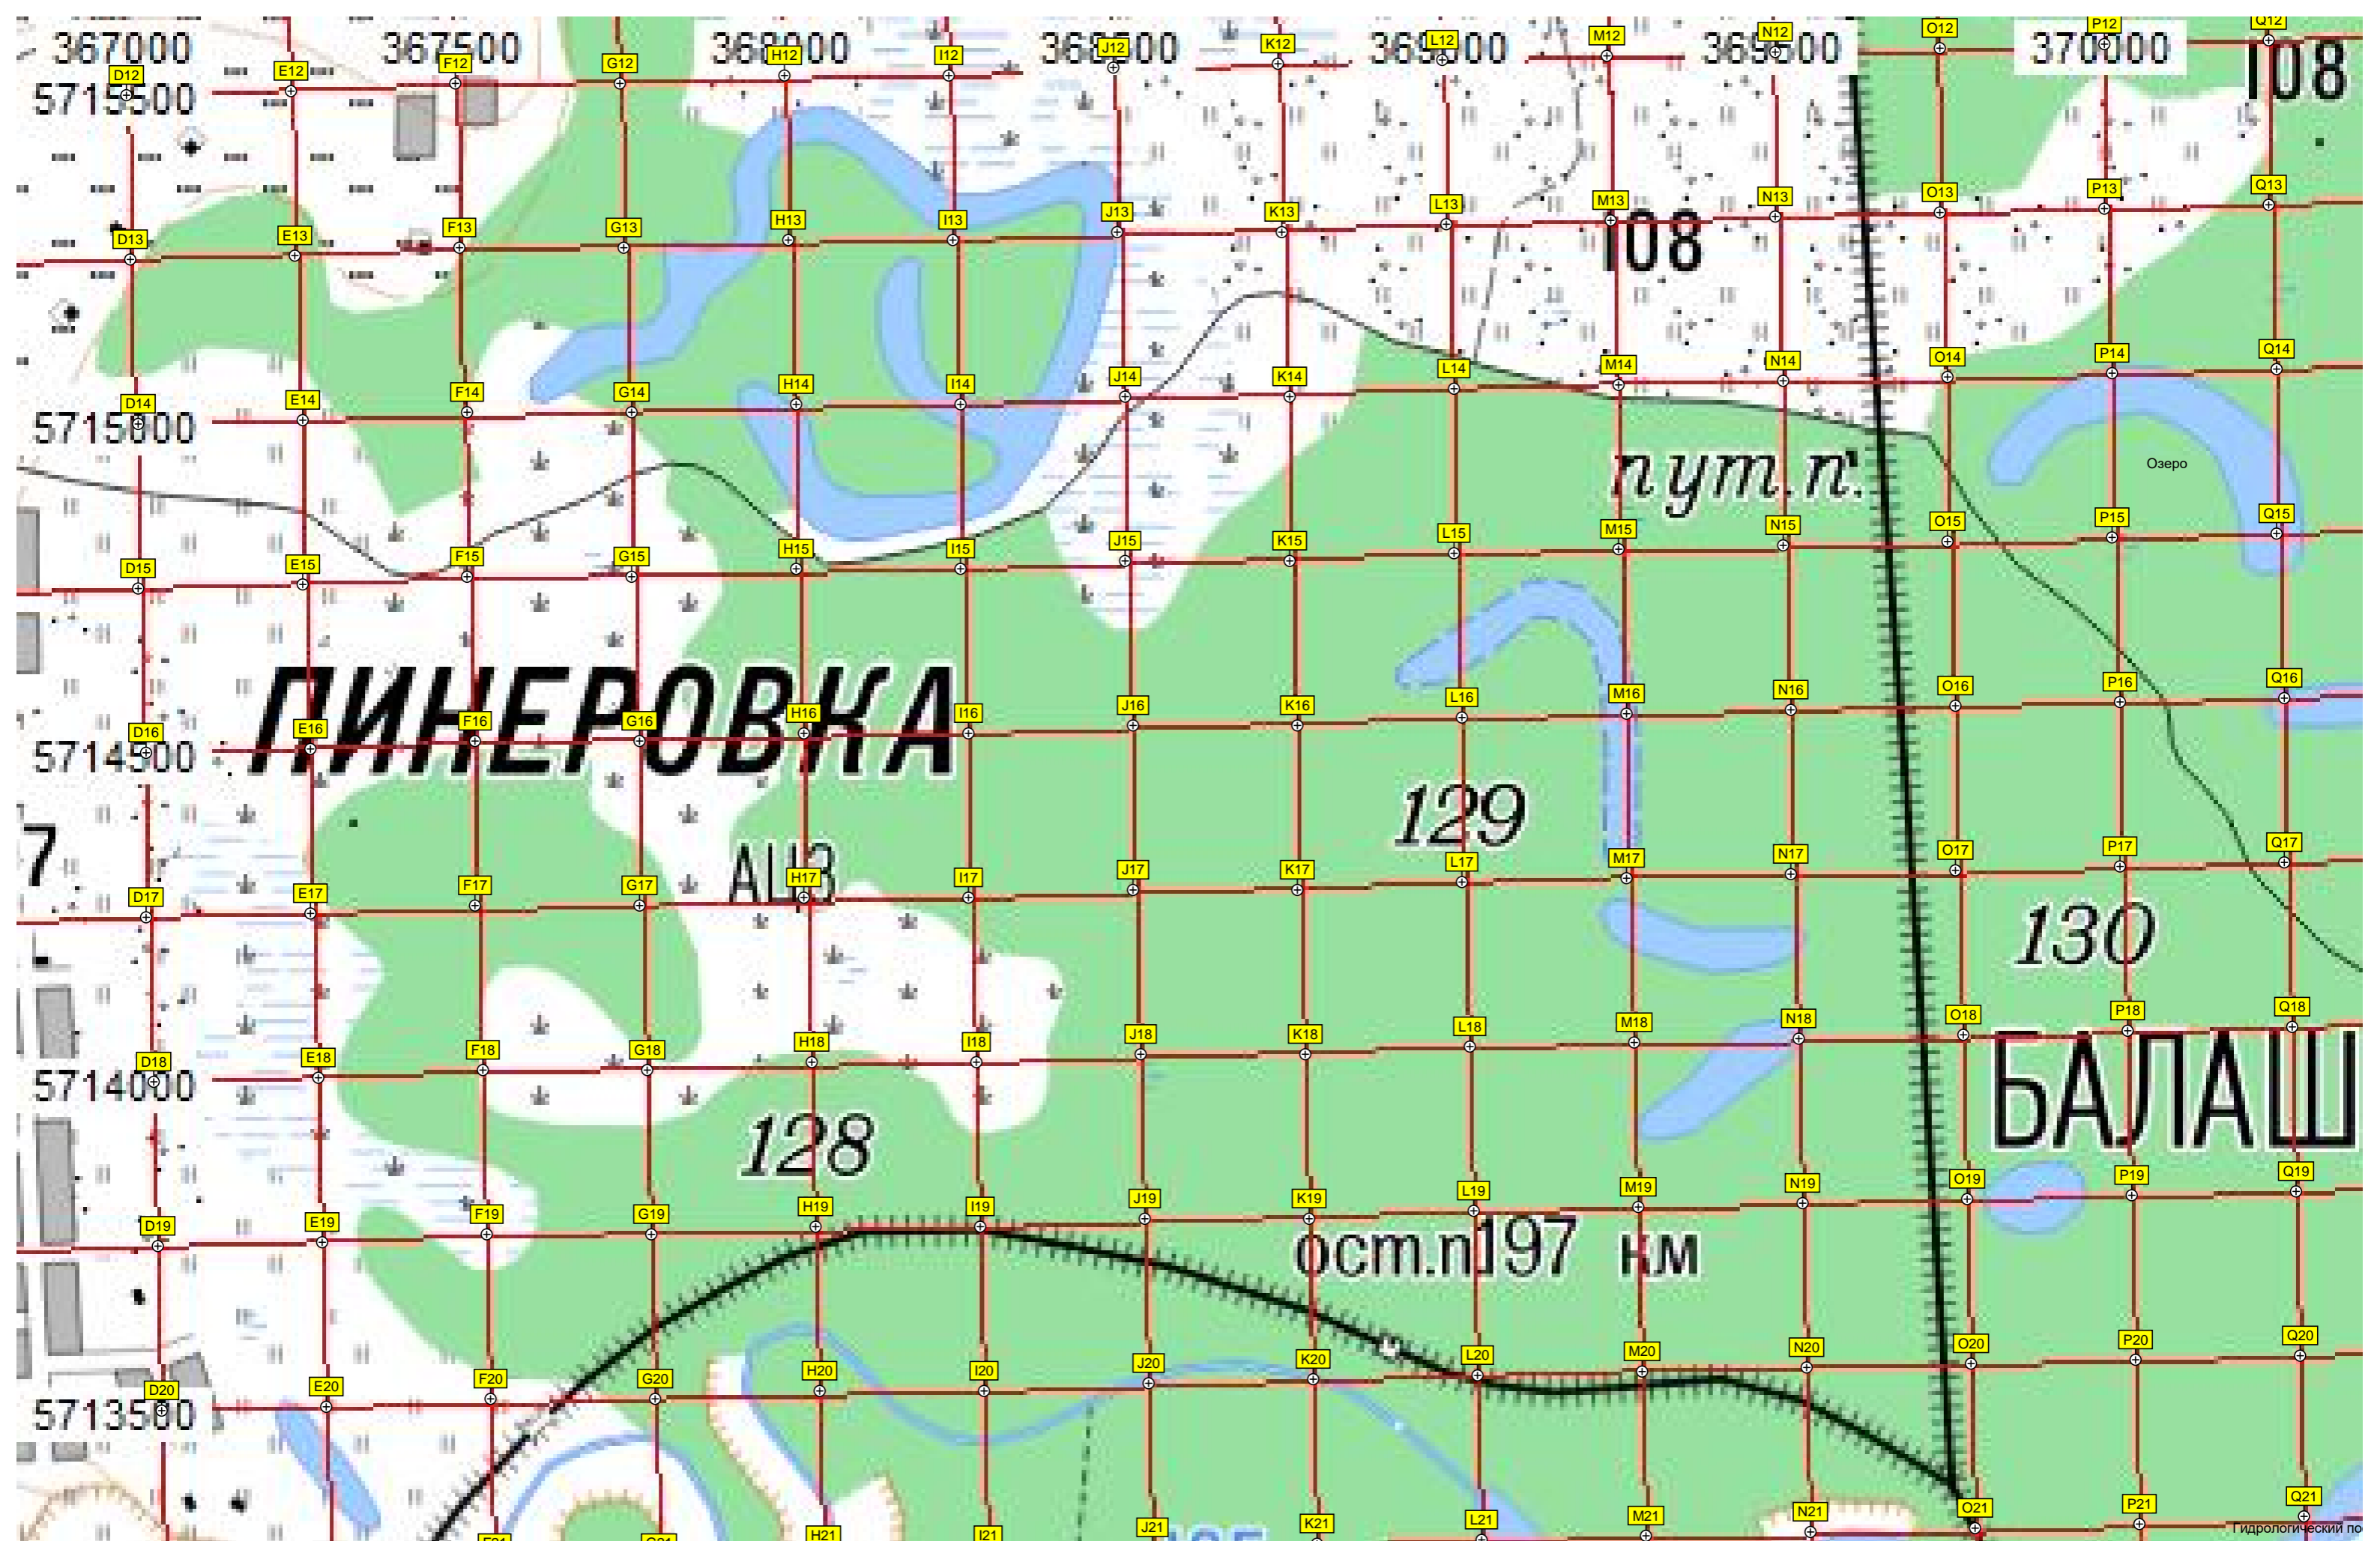 367000 367500 368000 368500 369000 369500 370000
D12 E12 F12 G12 H12 I12 J12 K12 L12 M12 N12 O12 P12 Q12
5715500
108
D13 E13 F13 G13 H13 I13 J13 K13 L13 M13 N13 O13 P13 Q13
108
D14 E14 F14 G14 H14 I14 J14 K14 L14 M14 N14 O14 P14 Q14
5715000
пут.п.
Озеро
D15 E15 F15 G15 H15 I15 J15 K15 L15 M15 N15 O15 P15 Q15
ПИНЕРОВКА
D16 E16 F16 G16 H16 I16 J16 K16 L16 M16 N16 O16 P16 Q16
5714500
129
7
АЦЗ
D17 E17 F17 G17 H17 I17 J17 K17 L17 M17 N17 O17 P17 Q17
130
D18 E18 F18 G18 H18 I18 J18 K18 L18 M18 N18 O18 P18 Q18
5714000
БАЛАШ
128
D19 E19 F19 G19 H19 I19 J19 K19 L19 M19 N19 O19 P19 Q19
ост.п197 км
D20 E20 F20 G20 H20 I20 J20 K20 L20 M20 N20 O20 P20 Q20
5713500
H21 I21 J21 K21 L21 M21 N21 O21 P21 Q21
Гидрологический по